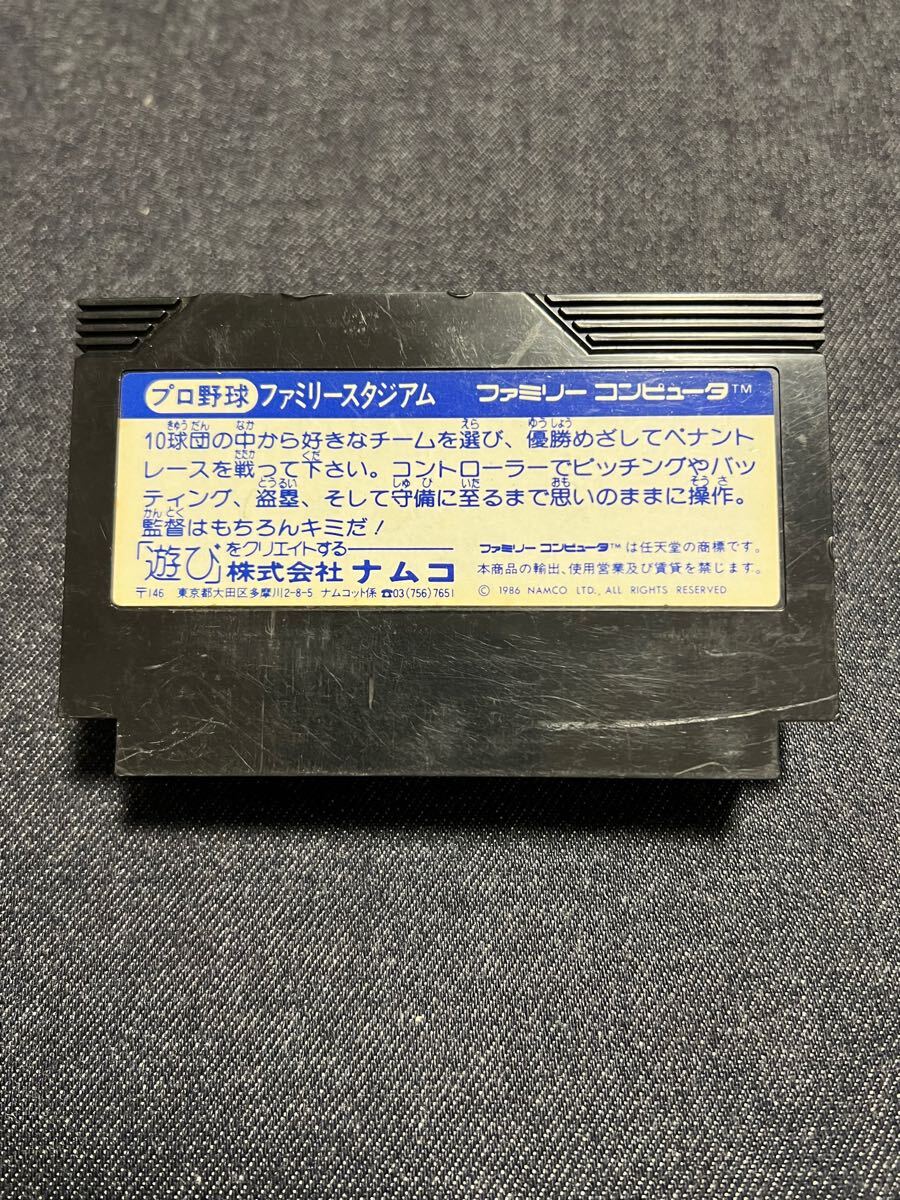 プロ野球 ファミリースタジアム ファミリー コンピュータ™
10球団の中から好きなチームを選び、優勝めざしてペナント
レースを戦って下さい。コントローラーでピッチングやバッ
ティング、盗塁、そして守備に至るまで思いのままに操作。
監督はもちろんキミだ!
「遊び」をクリエイトする
株式会社ナムコ
〒146 東京都大田区多摩川2-8-5 ナムコット係 ☎03(756)7651
ファミリー コンピュータ™は任天堂の商標です。
本商品の輸出、使用営業及び賃貸を禁じます。
© 1986 NAMCO LTD., ALL RIGHTS RESERVED